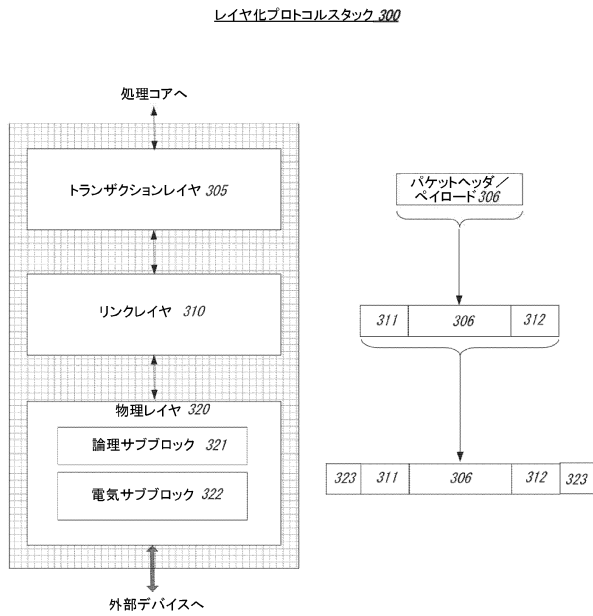 レイヤ化プロトコルスタック 300
処理コアへ
トランザクションレイヤ 305
リンクレイヤ 310
物理レイヤ 320
論理サブブロック 321
電気サブブロック 322
外部デバイスへ
パケットヘッダ/
ペイロード 306
311 306 312
323 311 306 312 323